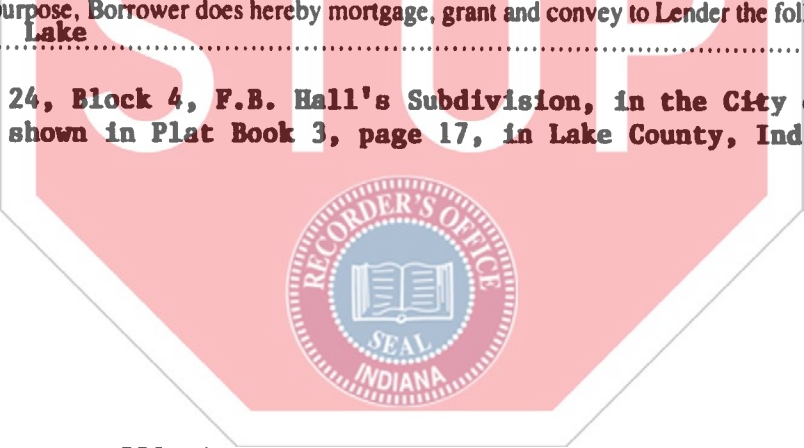 purpose, Borrower does hereby mortgage, grant and convey to Lender the fol
Lake
24, Block 4, F.B. Hall's Subdivision, in the City
shown in Plat Book 3, page 17, in Lake County, Ind
STOP
RECORDER'S OFFICE
SEAL
INDIANA